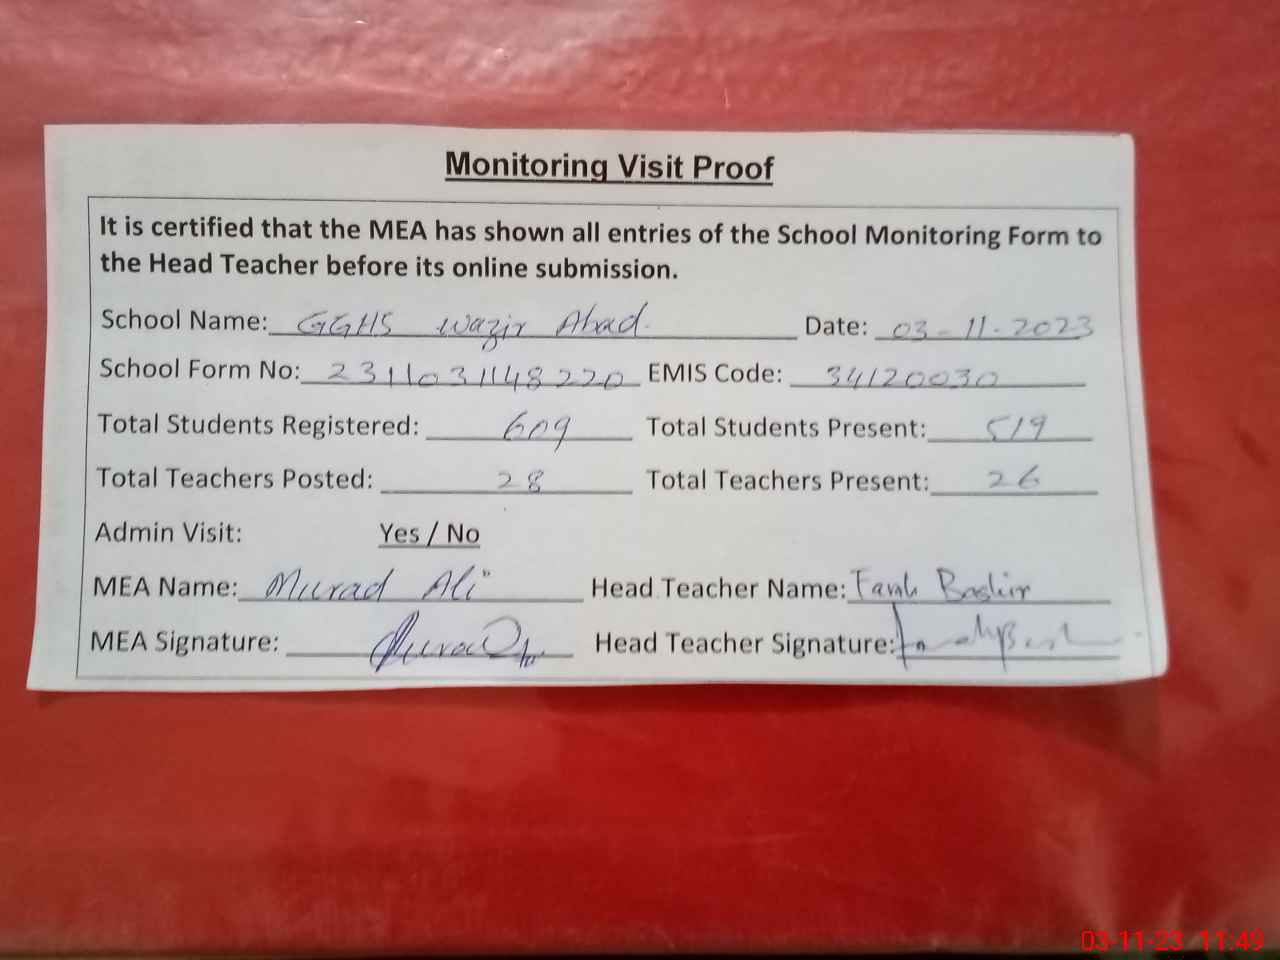 Monitoring Visit Proof
It is certified that the MEA has shown all entries of the School Monitoring Form to
the Head Teacher before its online submission.
School Name: GGHS Wazir Abad. Date: 03-11-2023
School Form No: 2311031148220 EMIS Code: 34120030
Total Students Registered: 609 Total Students Present: 519
Total Teachers Posted: 28 Total Teachers Present: 26
Admin Visit: Yes / No
MEA Name: Murad Ali Head Teacher Name: Bashir
MEA Signature: Head Teacher Signature:
03-11-23 11:49